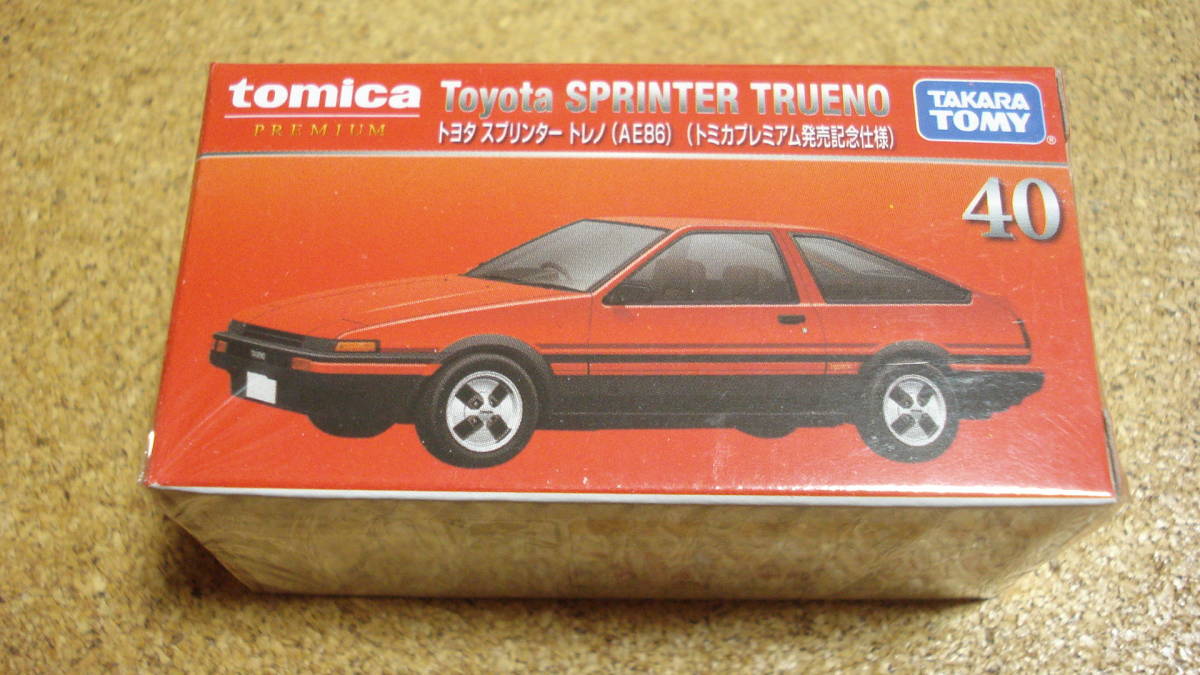 tomica
PREMIUM
Toyota SPRINTER TRUENO
トヨタ スプリンター トレノ(AE86) (トミカプレミアム発売記念仕様)
TAKARA
TOMY
®
40